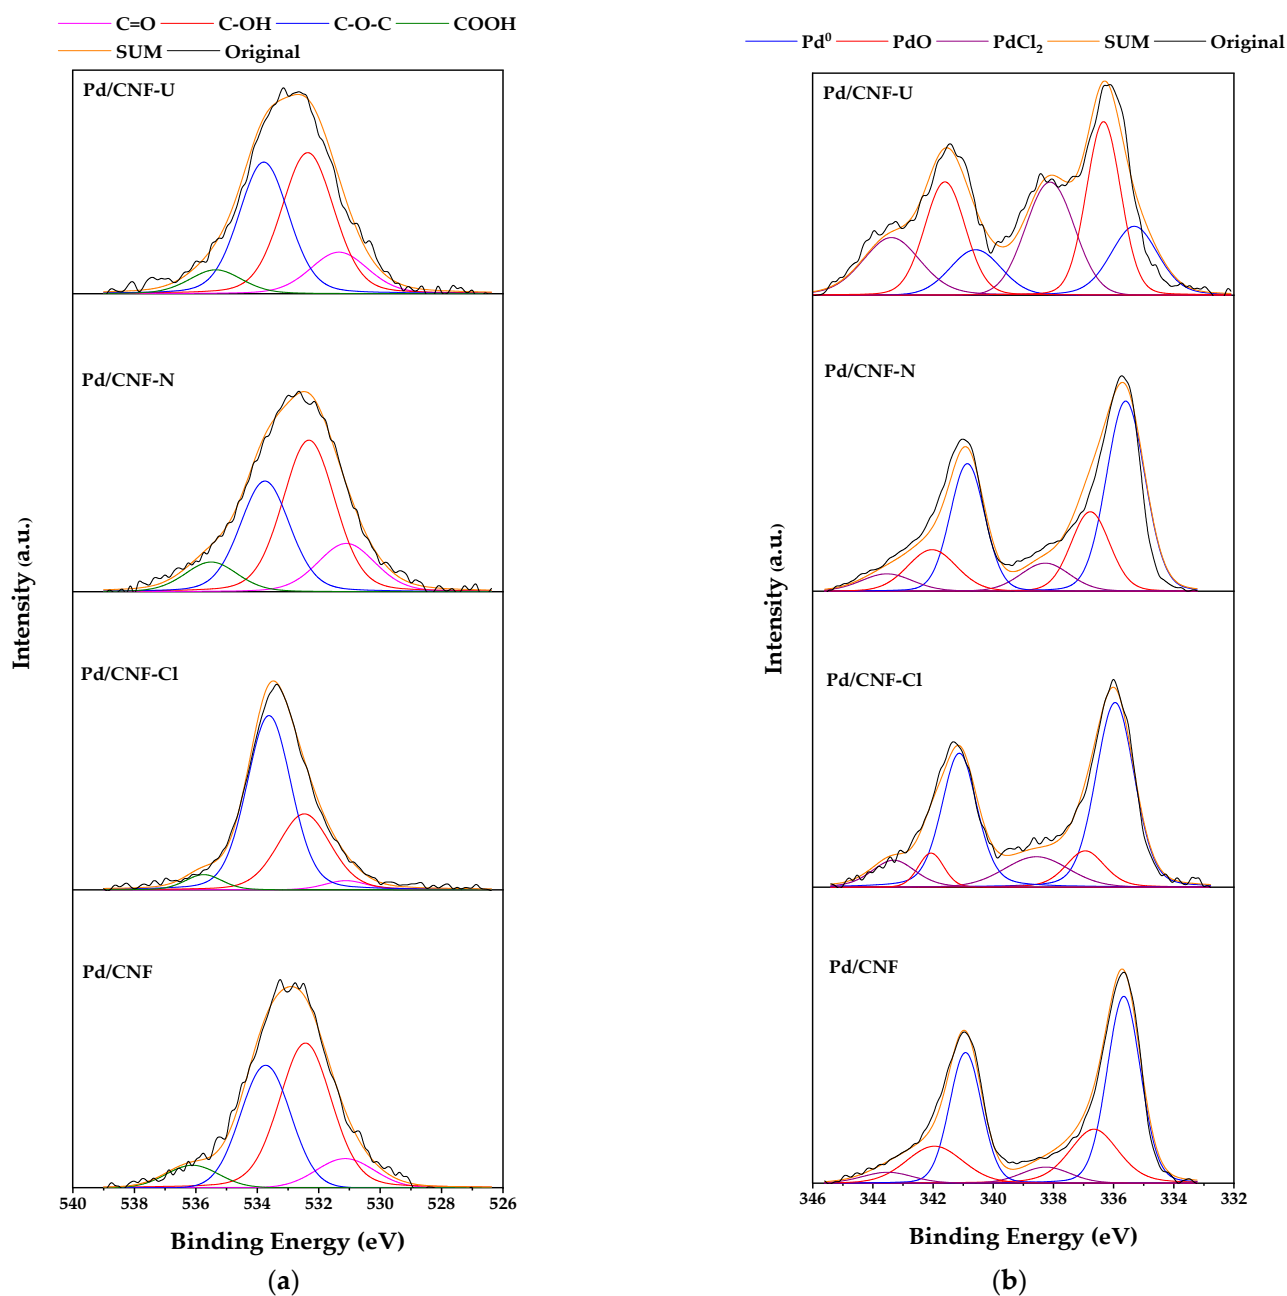 C=O C-OH C-O-C COOH
SUM Original
Pd/CNF-U
Pd/CNF-N
Pd/CNF-Cl
Pd/CNF
Intensity (a.u.)
540 538 536 534 532 530 528 526
Binding Energy (eV)
(a)
Pd⁰ PdO PdCl₂ SUM Original
Pd/CNF-U
Pd/CNF-N
Pd/CNF-Cl
Pd/CNF
Intensity (a.u.)
346 344 342 340 338 336 334 332
Binding Energy (eV)
(b)